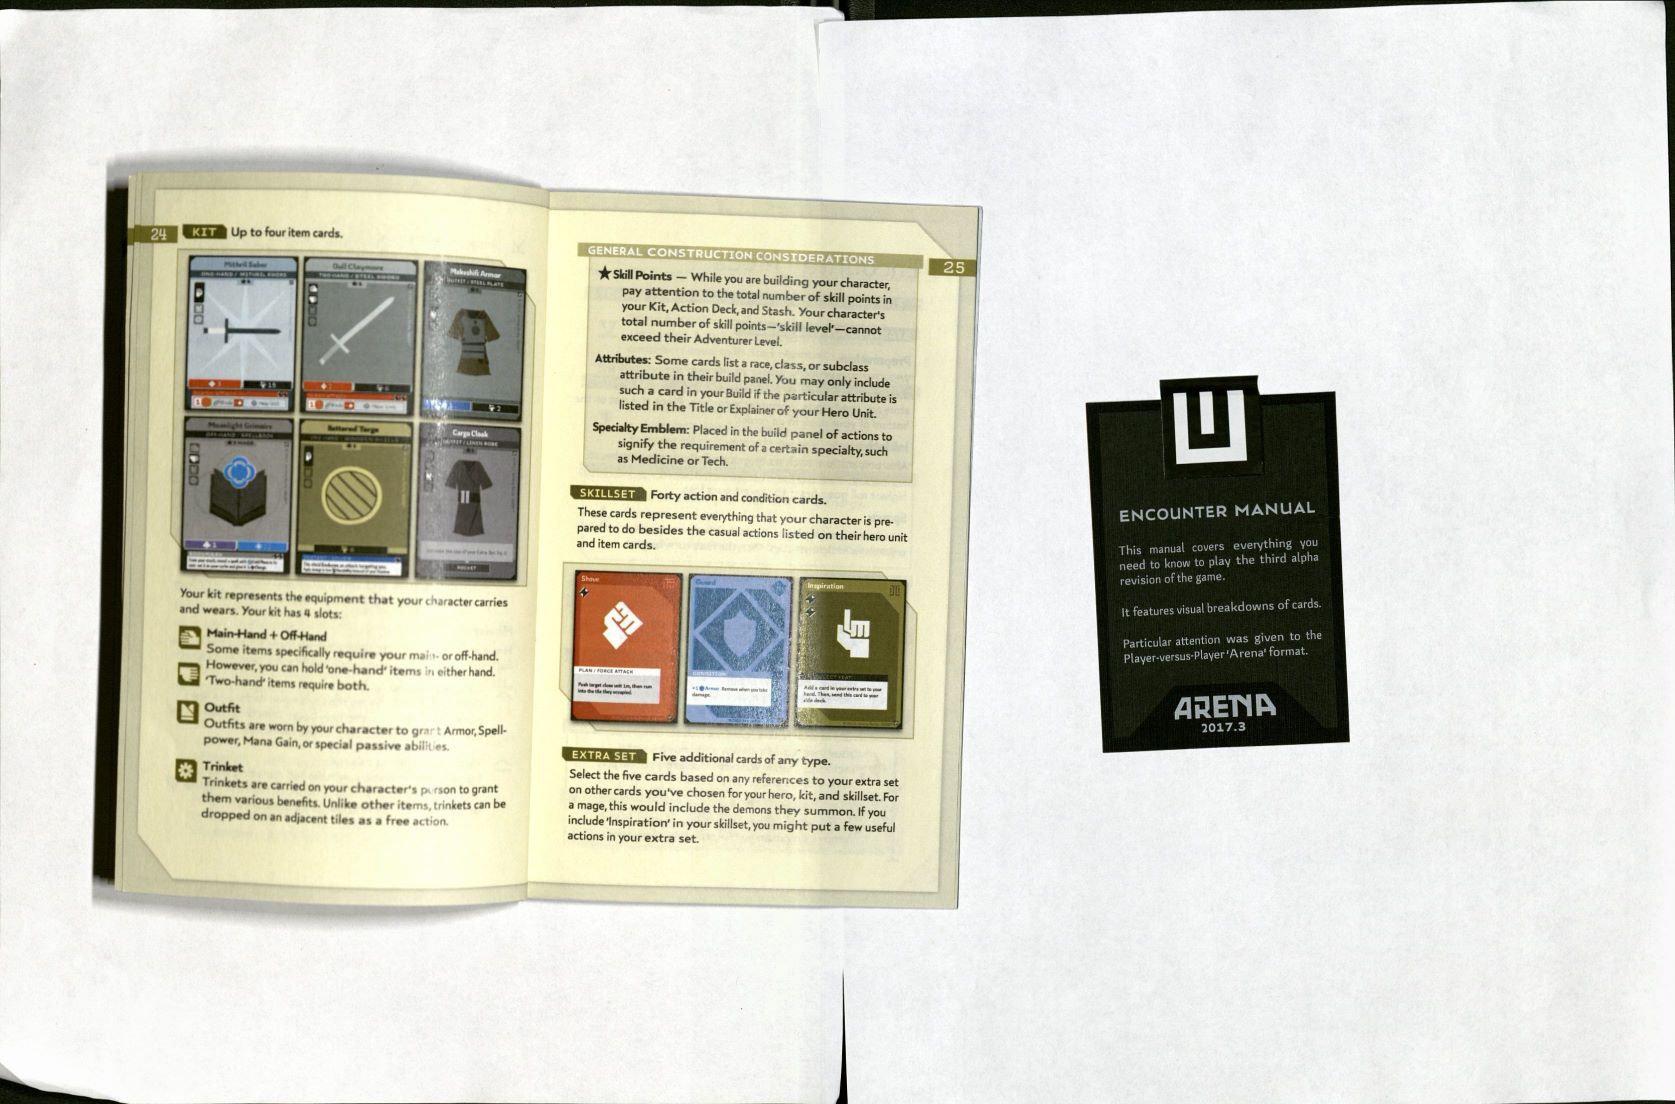 24
KIT Up to four item cards.
Mithril Saber
ONE-HAND / MITHRIL SWORD
Dull Claymore
TWO-HAND / STEEL SWORD
Makeshift Armor
OUTFIT / STEEL PLATE
Moonlight Grimoire
OFF-HAND / SPELLBOOK
Battered Targe
Cargo Cloak
OUTFIT / LINEN ROBE
Your kit represents the equipment that your character carries
and wears. Your kit has 4 slots:
Main-Hand + Off-Hand
Some items specifically require your main- or off-hand.
However, you can hold 'one-hand' items in either hand.
'Two-hand' items require both.
Outfit
Outfits are worn by your character to grant Armor, Spell-
power, Mana Gain, or special passive abilities.
Trinket
Trinkets are carried on your character's person to grant
them various benefits. Unlike other items, trinkets can be
dropped on an adjacent tiles as a free action.
25
GENERAL CONSTRUCTION CONSIDERATIONS
★ Skill Points — While you are building your character,
pay attention to the total number of skill points in
your Kit, Action Deck, and Stash. Your character's
total number of skill points—'skill level'—cannot
exceed their Adventurer Level.
Attributes: Some cards list a race, class, or subclass
attribute in their build panel. You may only include
such a card in your Build if the particular attribute is
listed in the Title or Explainer of your Hero Unit.
Specialty Emblem: Placed in the build panel of actions to
signify the requirement of a certain specialty, such
as Medicine or Tech.
SKILLSET Forty action and condition cards.
These cards represent everything that your character is pre-
pared to do besides the casual actions listed on their hero unit
and item cards.
Shove
PLAN / FORCE ATTACK
Push target close unit 1m, then run
into the tile they occupied.
Guard
CONDITION
+1 Armor. Remove when you take
damage.
Inspiration
Add a card in your extra set to your
hand. Then, send this card to your
side deck.
EXTRA SET Five additional cards of any type.
Select the five cards based on any references to your extra set
on other cards you've chosen for your hero, kit, and skillset. For
a mage, this would include the demons they summon. If you
include 'Inspiration' in your skillset, you might put a few useful
actions in your extra set.
ENCOUNTER MANUAL
This manual covers everything you
need to know to play the third alpha
revision of the game.
It features visual breakdowns of cards.
Particular attention was given to the
Player-versus-Player 'Arena' format.
ARENA
2017.3